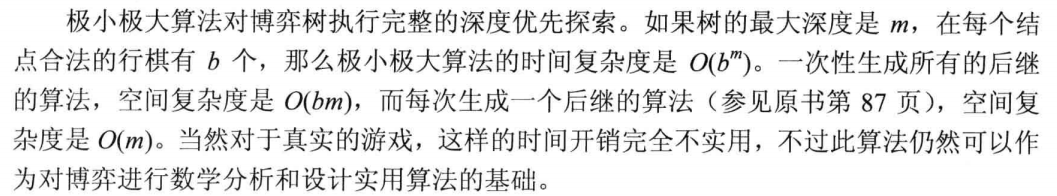 极小极大算法对博弈树执行完整的深度优先探索。如果树的最大深度是 m，在每个结
点合法的行棋有 b 个，那么极小极大算法的时间复杂度是 O(bᵐ)。一次性生成所有的后继
的算法，空间复杂度是 O(bm)，而每次生成一个后继的算法（参见原书第 87 页），空间复
杂度是 O(m)。当然对于真实的游戏，这样的时间开销完全不实用，不过此算法仍然可以作
为对博弈进行数学分析和设计实用算法的基础。